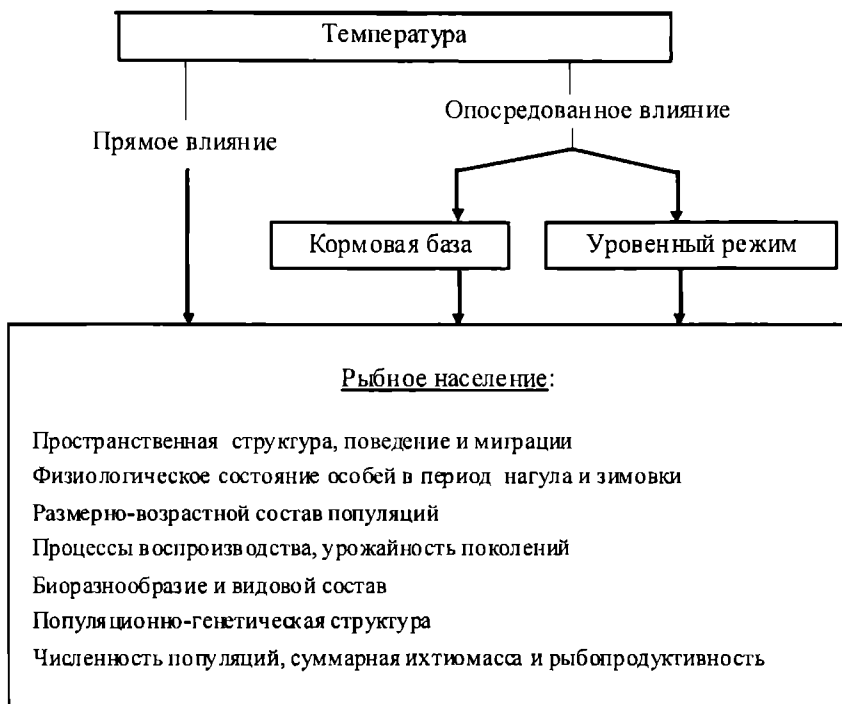 Температура
Опосредованное влияние
Прямое влияние
Кормовая база
Уровенный режим
Рыбное население:
Пространственная структура, поведение и миграции
Физиологическое состояние особей в период нагула и зимовки
Размерно-возрастной состав популяций
Процессы воспроизводства, урожайность поколений
Биоразнообразие и видовой состав
Популяционно-генетическая структура
Численность популяций, суммарная ихтиомасса и рыбопродуктивность